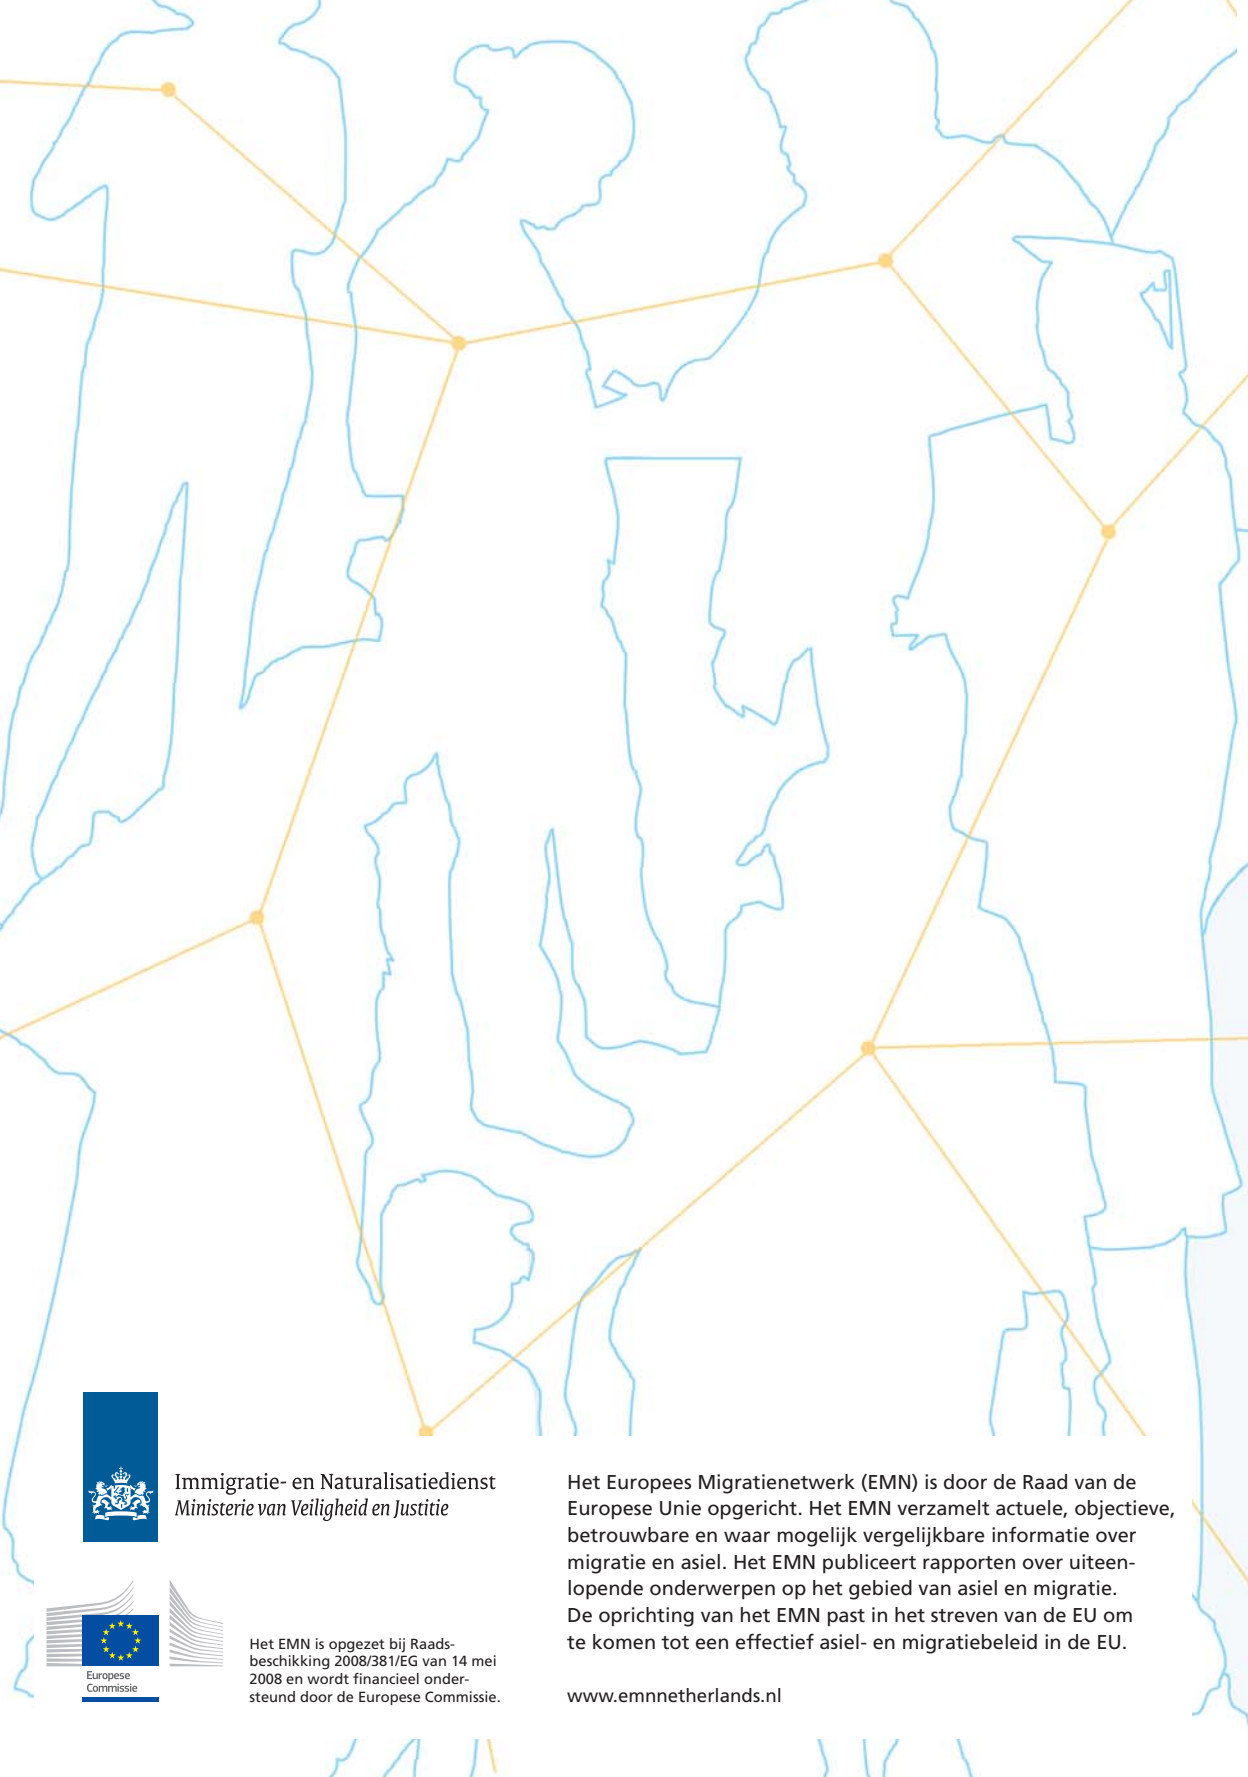 Immigratie- en Naturalisatiedienst
Ministerie van Veiligheid en Justitie
Europese
Commissie
Het EMN is opgezet bij Raads-
beschikking 2008/381/EG van 14 mei
2008 en wordt financieel onder-
steund door de Europese Commissie.
Het Europees Migratienetwerk (EMN) is door de Raad van de
Europese Unie opgericht. Het EMN verzamelt actuele, objectieve,
betrouwbare en waar mogelijk vergelijkbare informatie over
migratie en asiel. Het EMN publiceert rapporten over uiteen-
lopende onderwerpen op het gebied van asiel en migratie.
De oprichting van het EMN past in het streven van de EU om
te komen tot een effectief asiel- en migratiebeleid in de EU.
www.emnnetherlands.nl